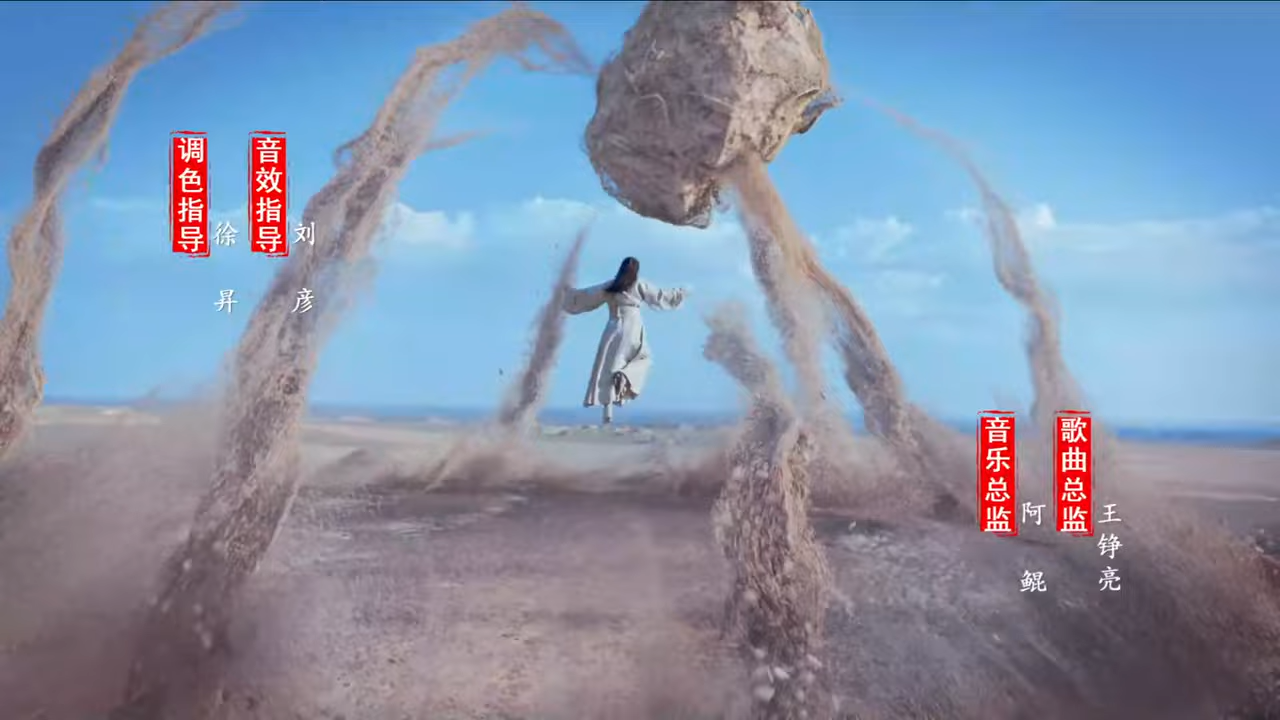 音效指导
刘彦
调色指导
徐昇
歌曲总监
王铮亮
音乐总监
阿鲲